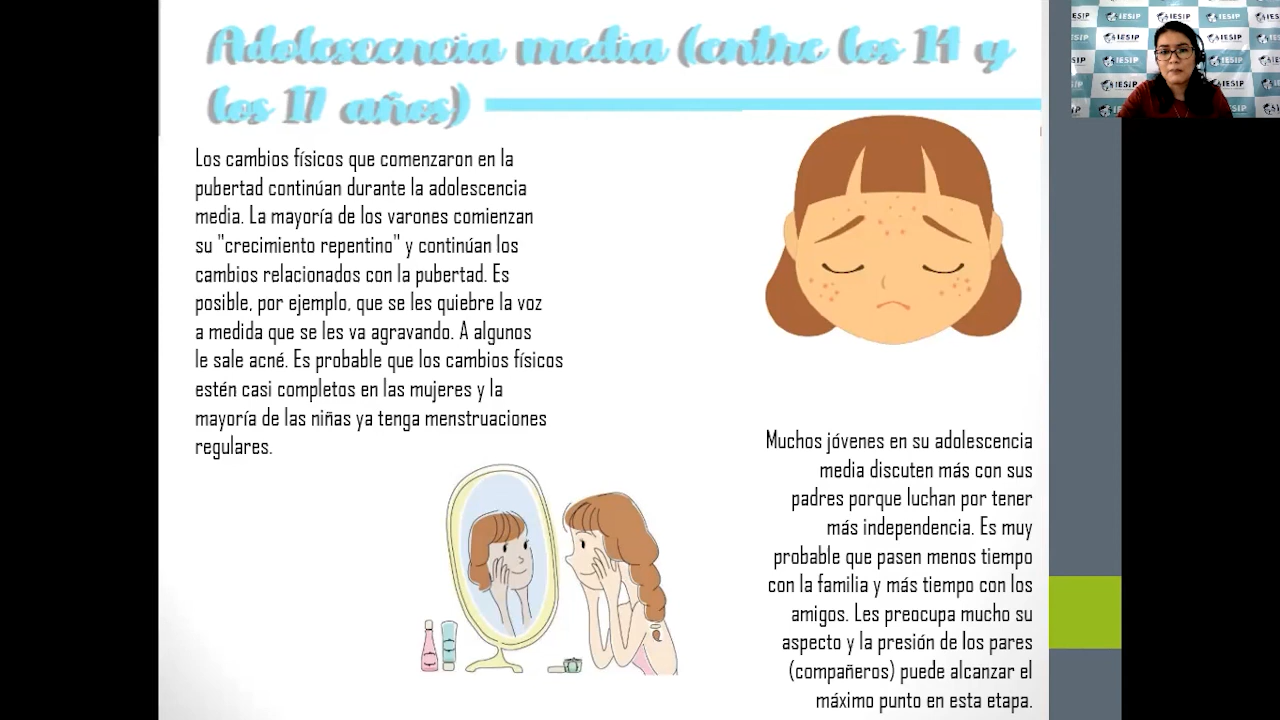 Adolescencia media (entre los 14 y
los 17 años)
Los cambios físicos que comenzaron en la
pubertad continúan durante la adolescencia
media. La mayoría de los varones comienzan
su "crecimiento repentino" y continúan los
cambios relacionados con la pubertad. Es
posible, por ejemplo, que se les quiebre la voz
a medida que se les va agravando. A algunos
le sale acné. Es probable que los cambios físicos
estén casi completos en las mujeres y la
mayoría de las niñas ya tenga menstruaciones
regulares.
Muchos jóvenes en su adolescencia
media discuten más con sus
padres porque luchan por tener
más independencia. Es muy
probable que pasen menos tiempo
con la familia y más tiempo con los
amigos. Les preocupa mucho su
aspecto y la presión de los pares
(compañeros) puede alcanzar el
máximo punto en esta etapa.
IESIP